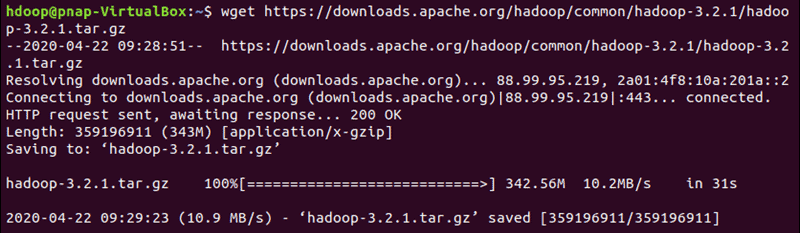 hdoop@pnap-VirtualBox:~$ wget https://downloads.apache.org/hadoop/common/hadoop-3.2.1/hadoo
p-3.2.1.tar.gz
--2020-04-22 09:28:51--  https://downloads.apache.org/hadoop/common/hadoop-3.2.1/hadoop-3.2
.1.tar.gz
Resolving downloads.apache.org (downloads.apache.org)... 88.99.95.219, 2a01:4f8:10a:201a::2
Connecting to downloads.apache.org (downloads.apache.org)|88.99.95.219|:443... connected.
HTTP request sent, awaiting response... 200 OK
Length: 359196911 (343M) [application/x-gzip]
Saving to: ‘hadoop-3.2.1.tar.gz’
hadoop-3.2.1.tar.gz    100%[===========================>] 342.56M  10.2MB/s    in 31s
2020-04-22 09:29:23 (10.9 MB/s) - ‘hadoop-3.2.1.tar.gz’ saved [359196911/359196911]